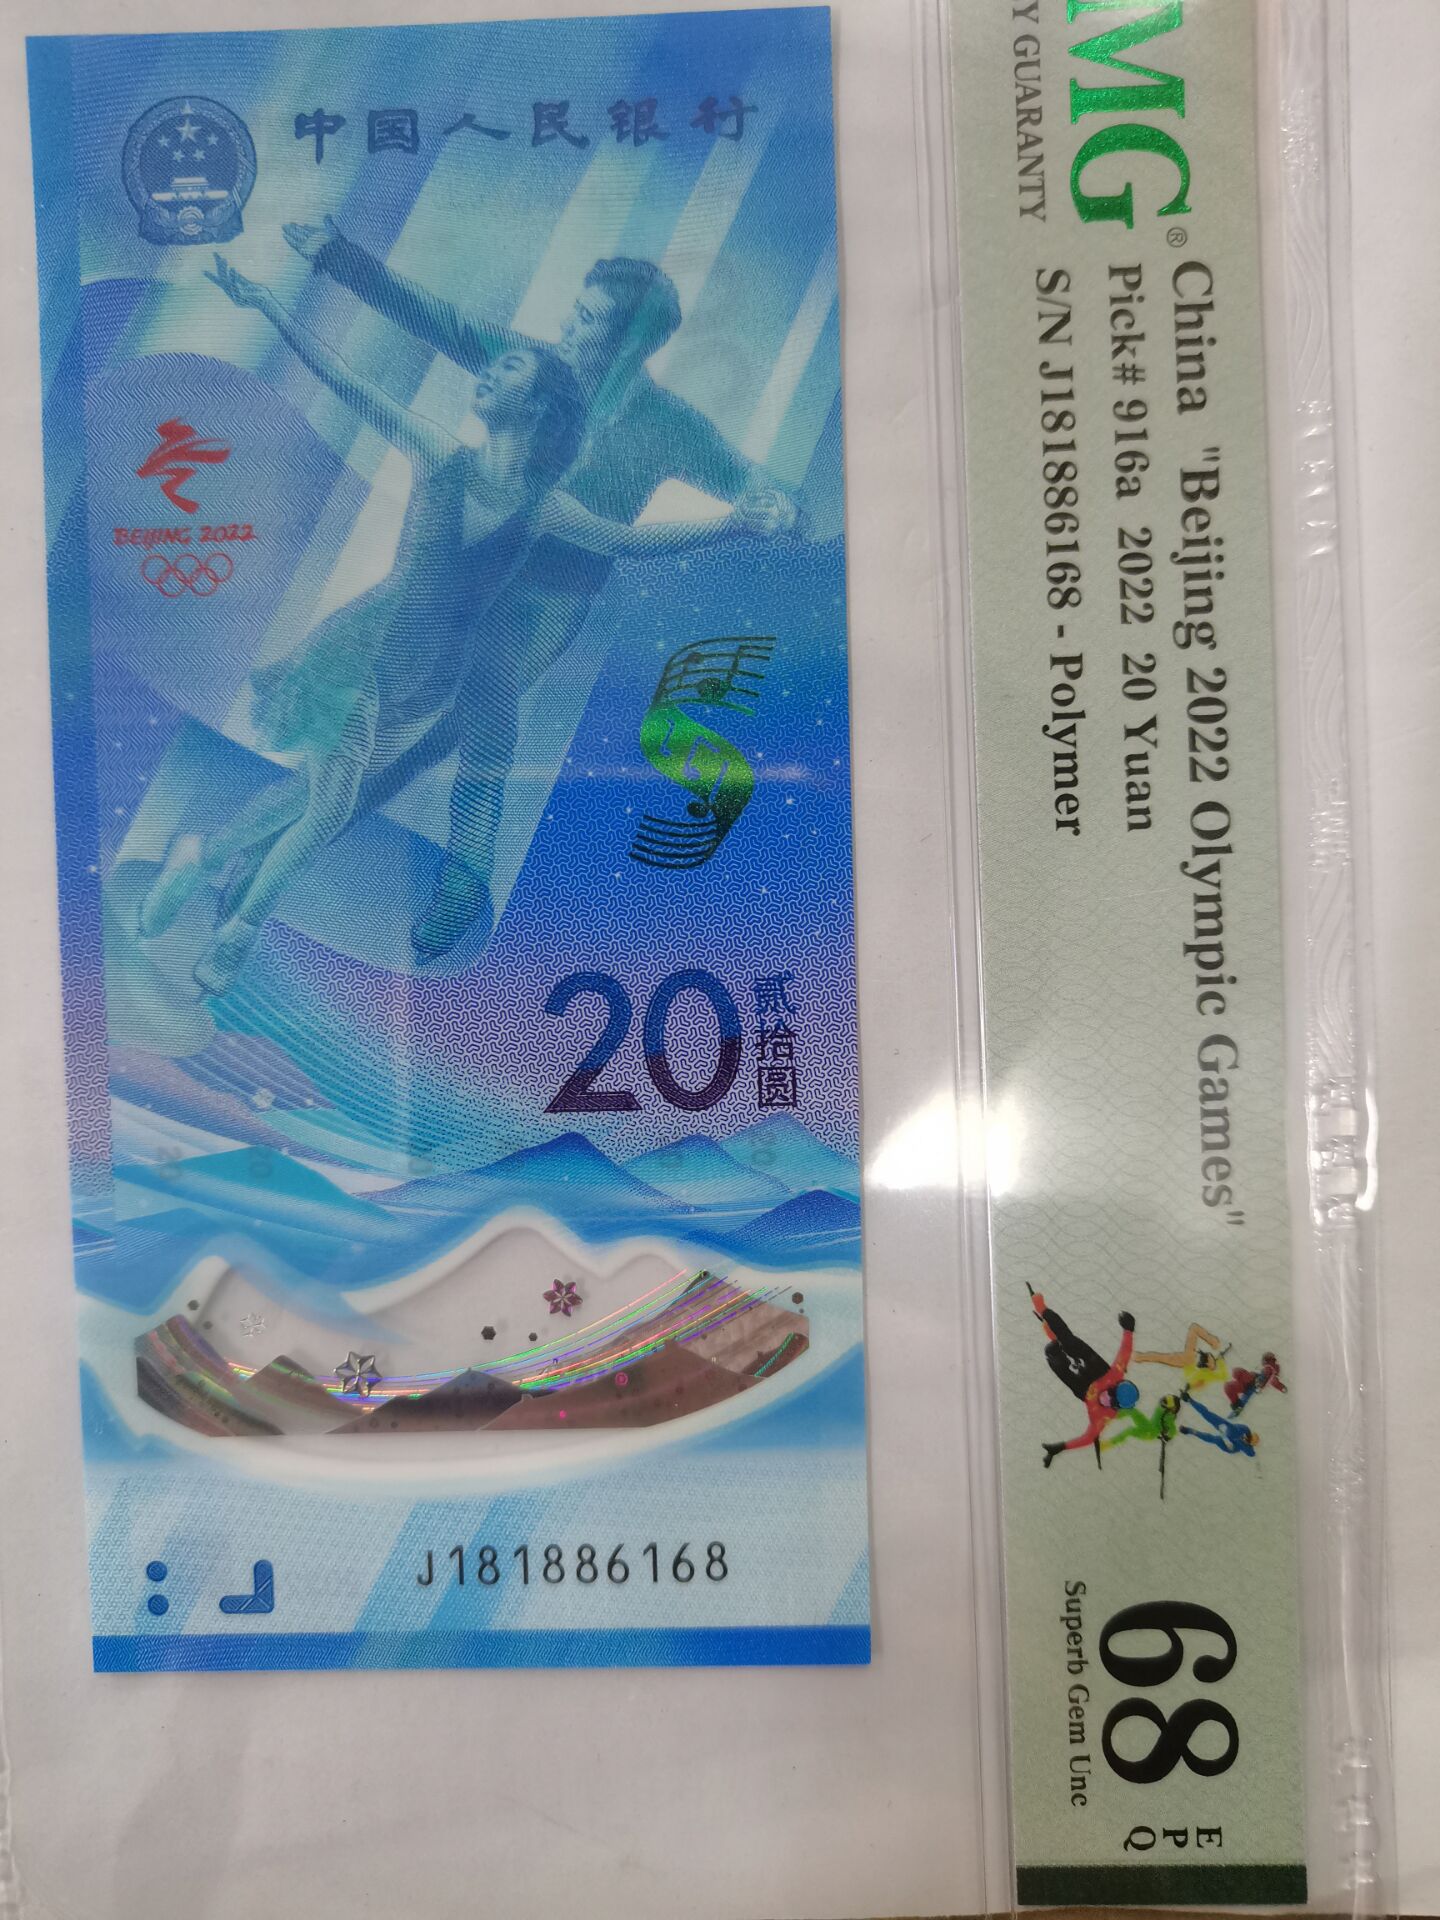 中国人民银行
BEIJING 2022
20
贰拾圆
J181886168
MG®
Y GUARANTY
China "Beijing 2022 Olympic Games"
Pick# 916a 2022 20 Yuan
S/N J181886168 - Polymer
68
EPQ
Superb Gem Unc